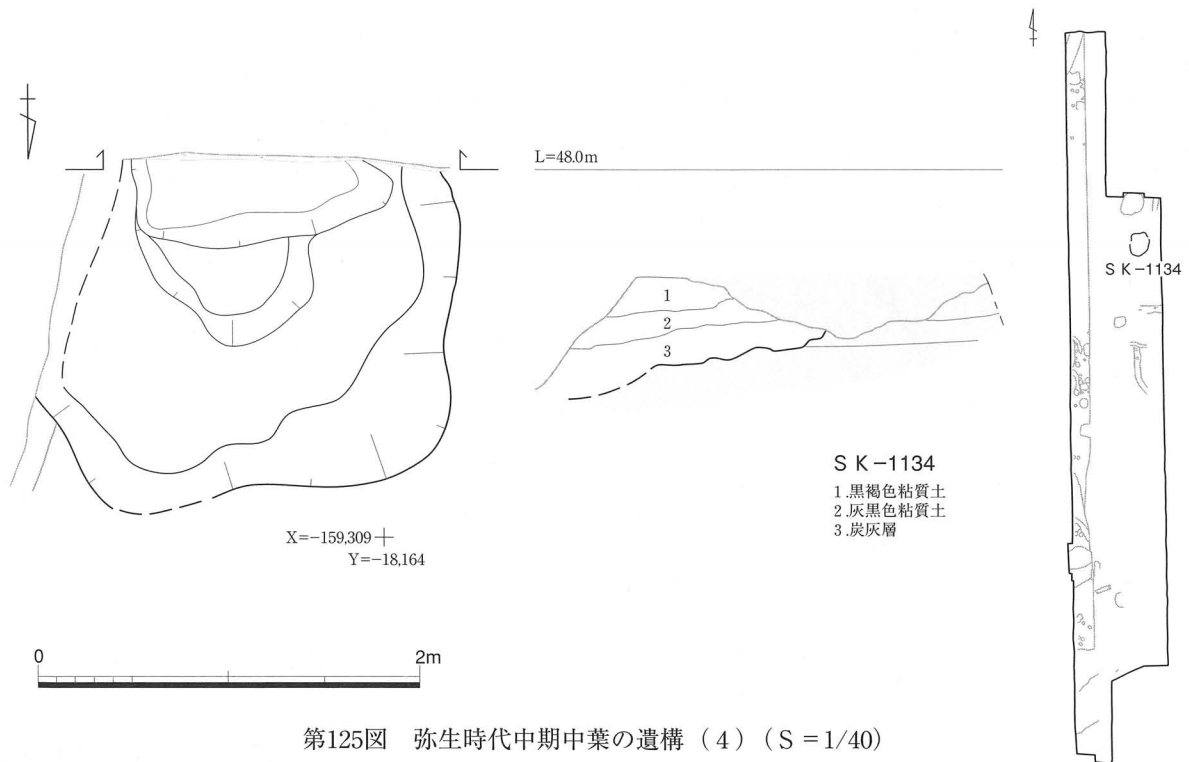 L=48.0m
S K-1134
S K-1134
1.黒褐色粘質土
2.灰黒色粘質土
3.炭灰層
1
2
3
X=-159,309
Y=-18,164
0
2m
第125図 弥生時代中期中葉の遺構（4）（S＝1/40）